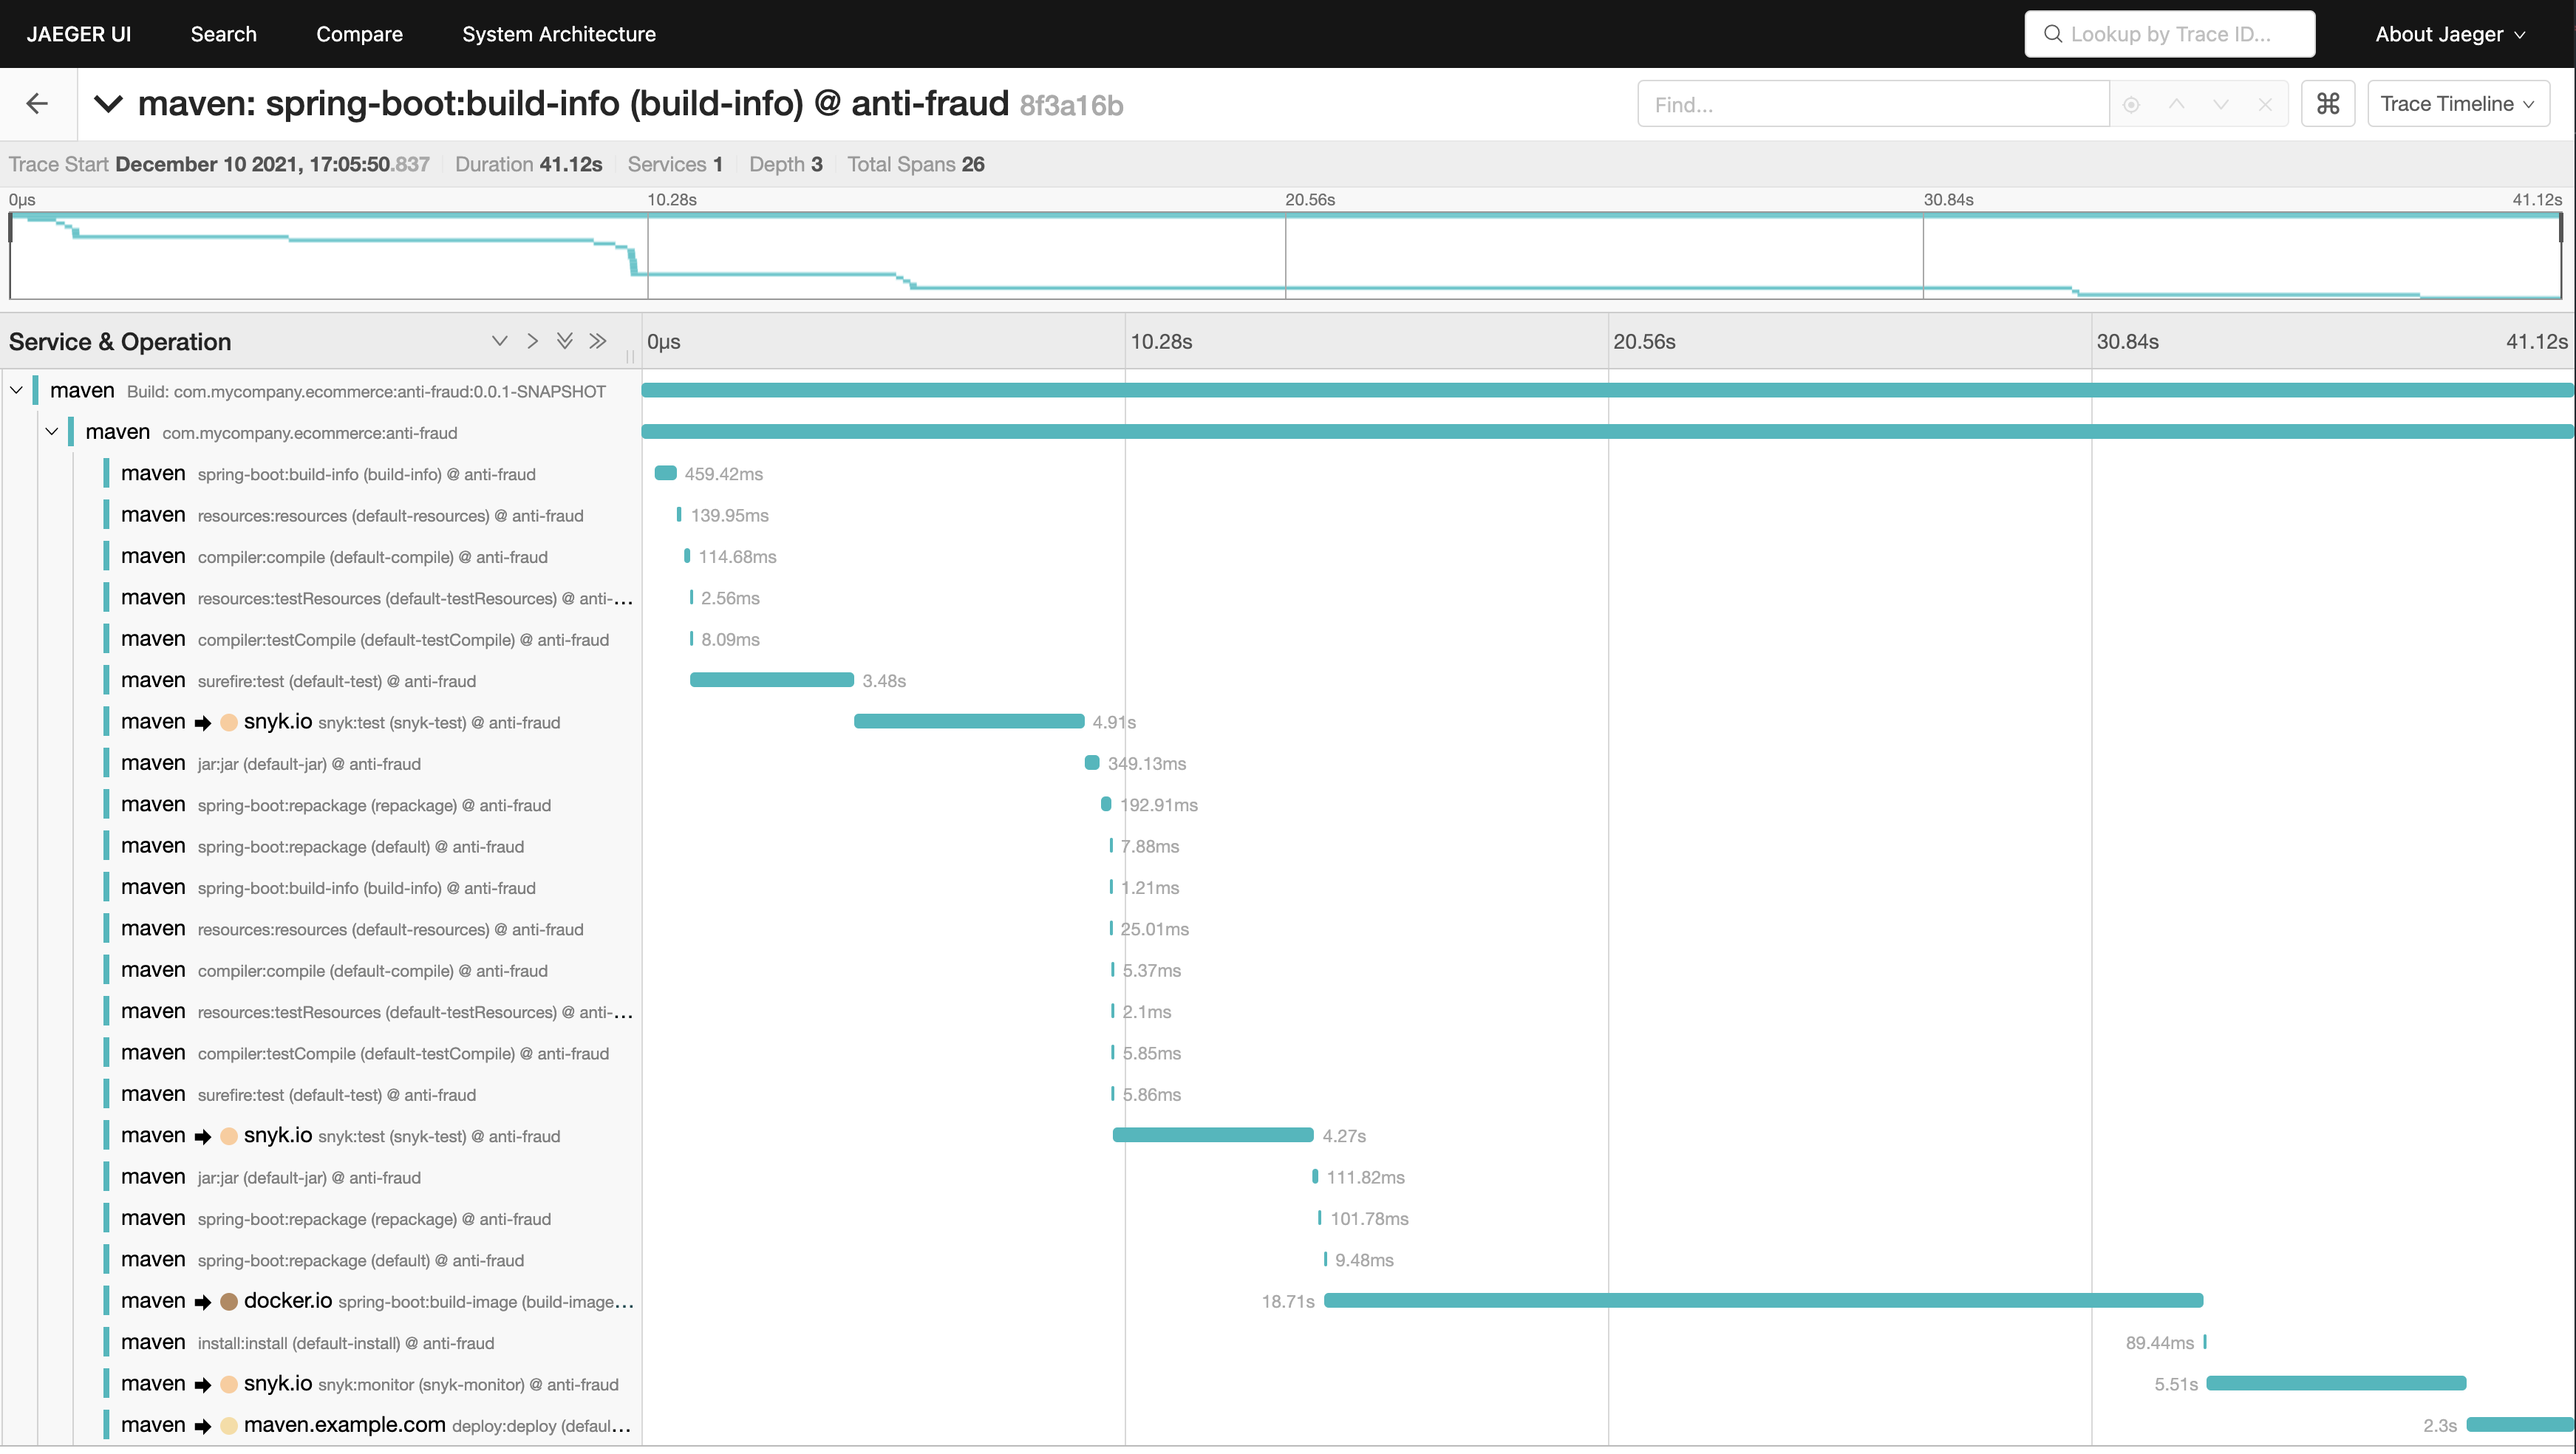 JAEGER UI Search Compare System Architecture Lookup by Trace ID... About Jaeger
maven: spring-boot:build-info (build-info) @ anti-fraud 8f3a16b Find... ⌘ Trace Timeline
Trace Start December 10 2021, 17:05:50.837 Duration 41.12s Services 1 Depth 3 Total Spans 26
0μs 10.28s 20.56s 30.84s 41.12s
Service & Operation 0μs 10.28s 20.56s 30.84s 41.12s
maven Build: com.mycompany.ecommerce:anti-fraud:0.0.1-SNAPSHOT
maven com.mycompany.ecommerce:anti-fraud
maven spring-boot:build-info (build-info) @ anti-fraud 459.42ms
maven resources:resources (default-resources) @ anti-fraud 139.95ms
maven compiler:compile (default-compile) @ anti-fraud 114.68ms
maven resources:testResources (default-testResources) @ anti-... 2.56ms
maven compiler:testCompile (default-testCompile) @ anti-fraud 8.09ms
maven surefire:test (default-test) @ anti-fraud 3.48s
maven snyk.io snyk:test (snyk-test) @ anti-fraud 4.91s
maven jar:jar (default-jar) @ anti-fraud 349.13ms
maven spring-boot:repackage (repackage) @ anti-fraud 192.91ms
maven spring-boot:repackage (default) @ anti-fraud 7.88ms
maven spring-boot:build-info (build-info) @ anti-fraud 1.21ms
maven resources:resources (default-resources) @ anti-fraud 25.01ms
maven compiler:compile (default-compile) @ anti-fraud 5.37ms
maven resources:testResources (default-testResources) @ anti-... 2.1ms
maven compiler:testCompile (default-testCompile) @ anti-fraud 5.85ms
maven surefire:test (default-test) @ anti-fraud 5.86ms
maven snyk.io snyk:test (snyk-test) @ anti-fraud 4.27s
maven jar:jar (default-jar) @ anti-fraud 111.82ms
maven spring-boot:repackage (repackage) @ anti-fraud 101.78ms
maven spring-boot:repackage (default) @ anti-fraud 9.48ms
maven docker.io spring-boot:build-image (build-image... 18.71s
maven install:install (default-install) @ anti-fraud 89.44ms
maven snyk.io snyk:monitor (snyk-monitor) @ anti-fraud 5.51s
maven maven.example.com deploy:deploy (defaul... 2.3s